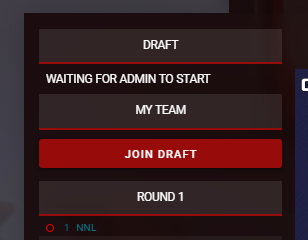 DRAFT
WAITING FOR ADMIN TO START
MY TEAM
JOIN DRAFT
ROUND 1
1 NNL